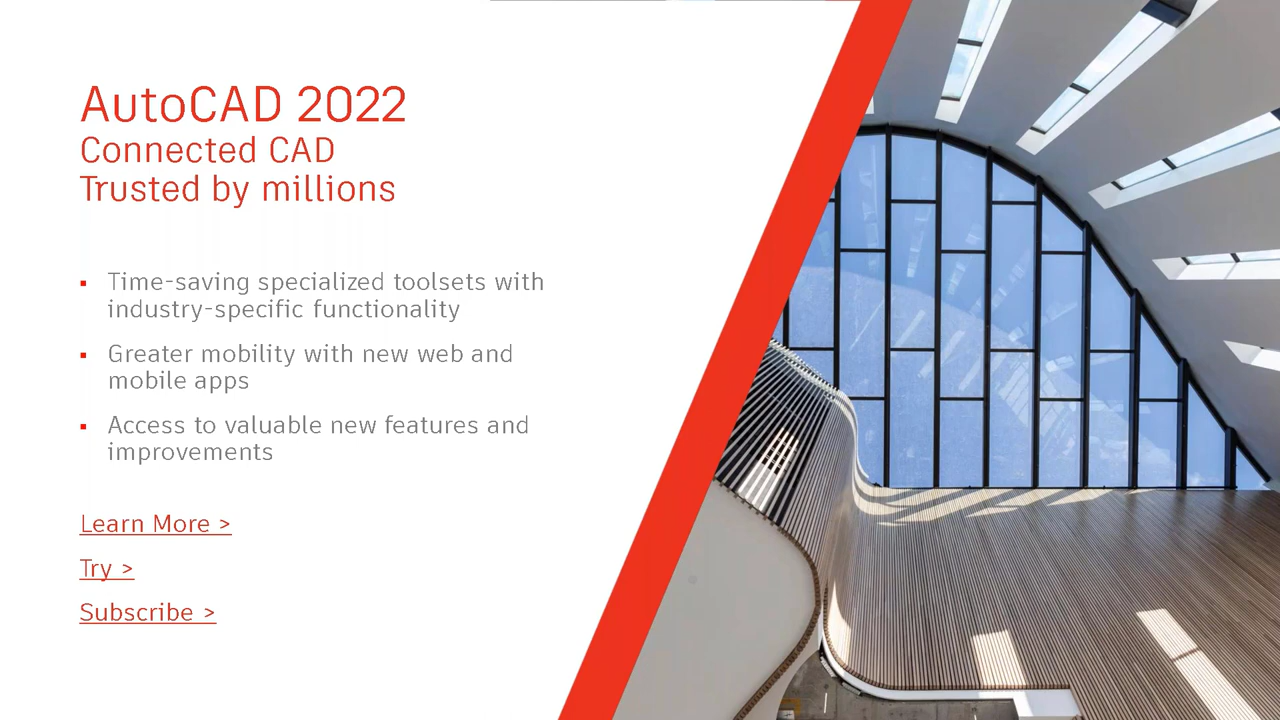 AutoCAD 2022
Connected CAD
Trusted by millions
▪ Time-saving specialized toolsets with
industry-specific functionality
▪ Greater mobility with new web and
mobile apps
▪ Access to valuable new features and
improvements
Learn More >
Try >
Subscribe >